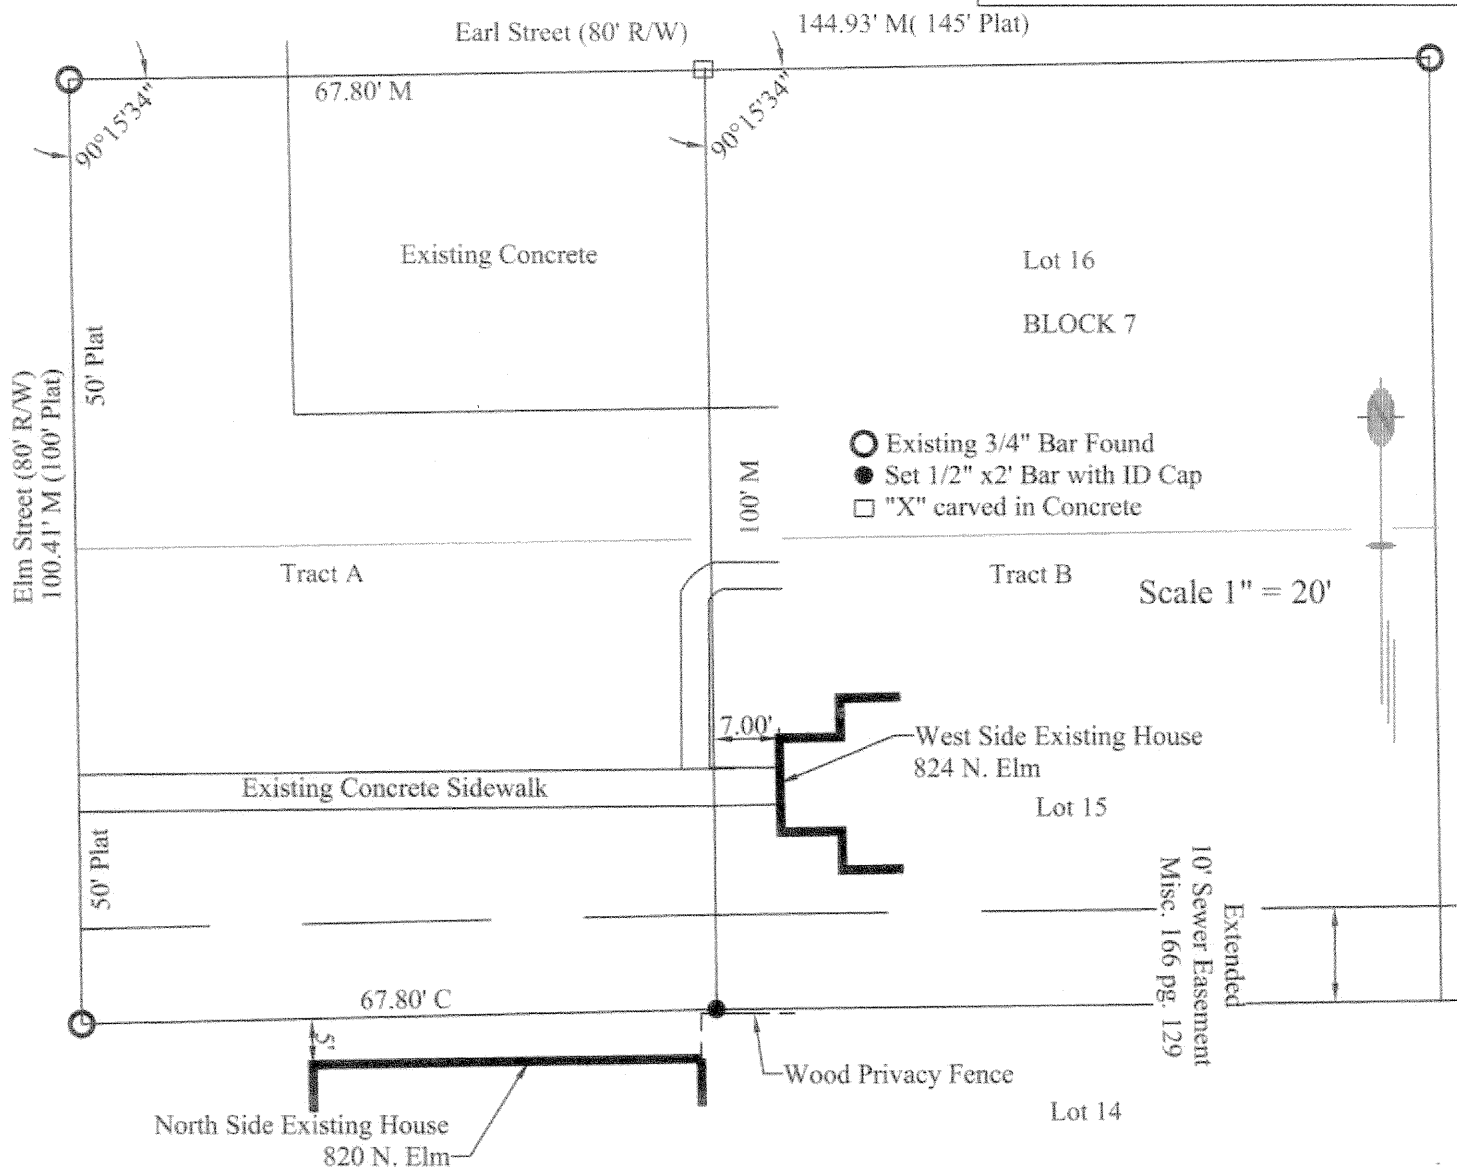 Earl Street (80' R/W)
144.93' M( 145' Plat)
67.80' M
90°15'34"
90°15'34"
Existing Concrete
Lot 16
BLOCK 7
50' Plat
Elm Street (80' R/W)
100.41' M (100' Plat)
Existing 3/4" Bar Found
Set 1/2" x2' Bar with ID Cap
"X" carved in Concrete
100' M
Tract A
Tract B
Scale 1" = 20'
7.00'
West Side Existing House
824 N. Elm
Existing Concrete Sidewalk
Lot 15
50' Plat
Extended
10' Sewer Easement
Misc. 166 pg. 129
67.80' C
5'
Wood Privacy Fence
North Side Existing House
820 N. Elm
Lot 14